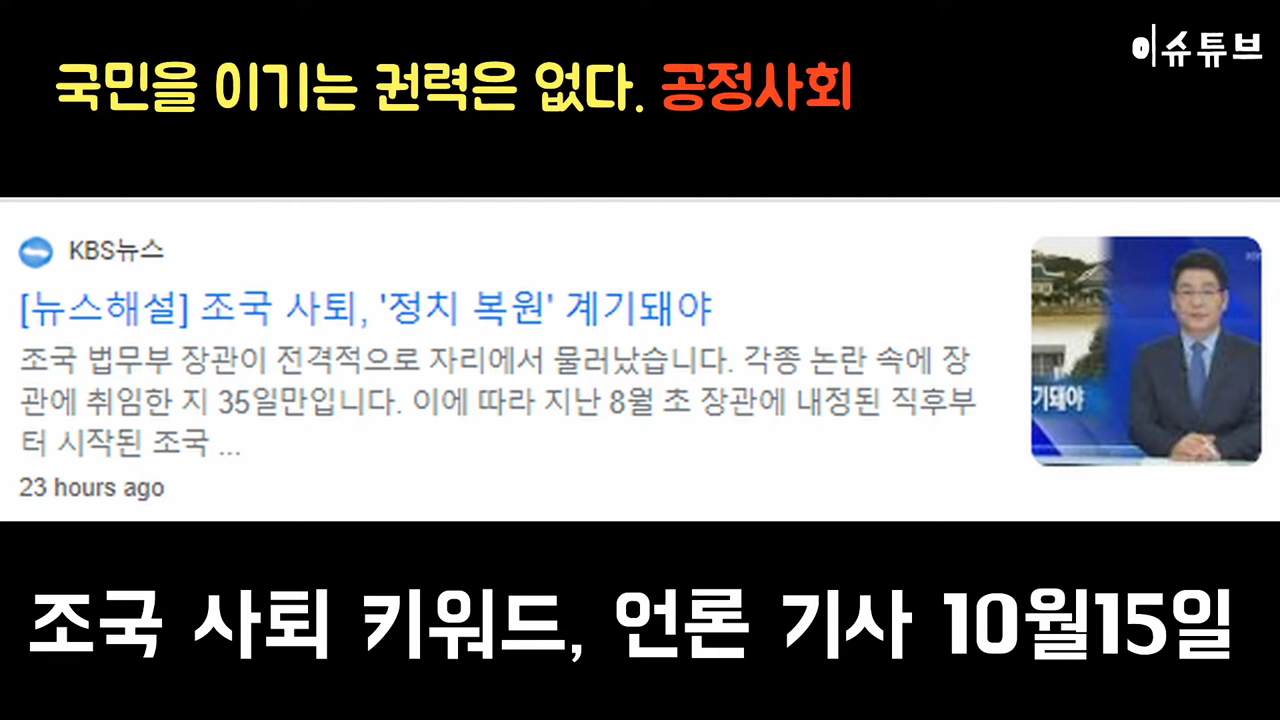 이슈튜브
국민을 이기는 권력은 없다. 공정사회
KBS뉴스
[뉴스해설] 조국 사퇴, '정치 복원' 계기돼야
조국 법무부 장관이 전격적으로 자리에서 물러났습니다. 각종 논란 속에 장
관에 취임한 지 35일만입니다. 이에 따라 지난 8월 초 장관에 내정된 직후부
터 시작된 조국 ...
23 hours ago
기돼야
조국 사퇴 키워드, 언론 기사 10월15일